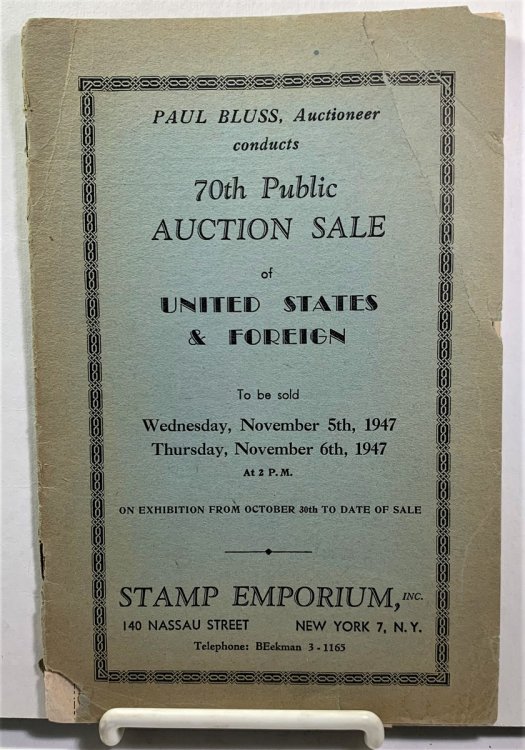 PAUL BLUSS, Auctioneer
conducts
70th Public
AUCTION SALE
of
UNITED STATES
& FOREIGN
To be sold
Wednesday, November 5th, 1947
Thursday, November 6th, 1947
At 2 P.M.
ON EXHIBITION FROM OCTOBER 30th TO DATE OF SALE
STAMP EMPORIUM, INC.
140 NASSAU STREET NEW YORK 7, N.Y.
Telephone: BEekman 3-1165